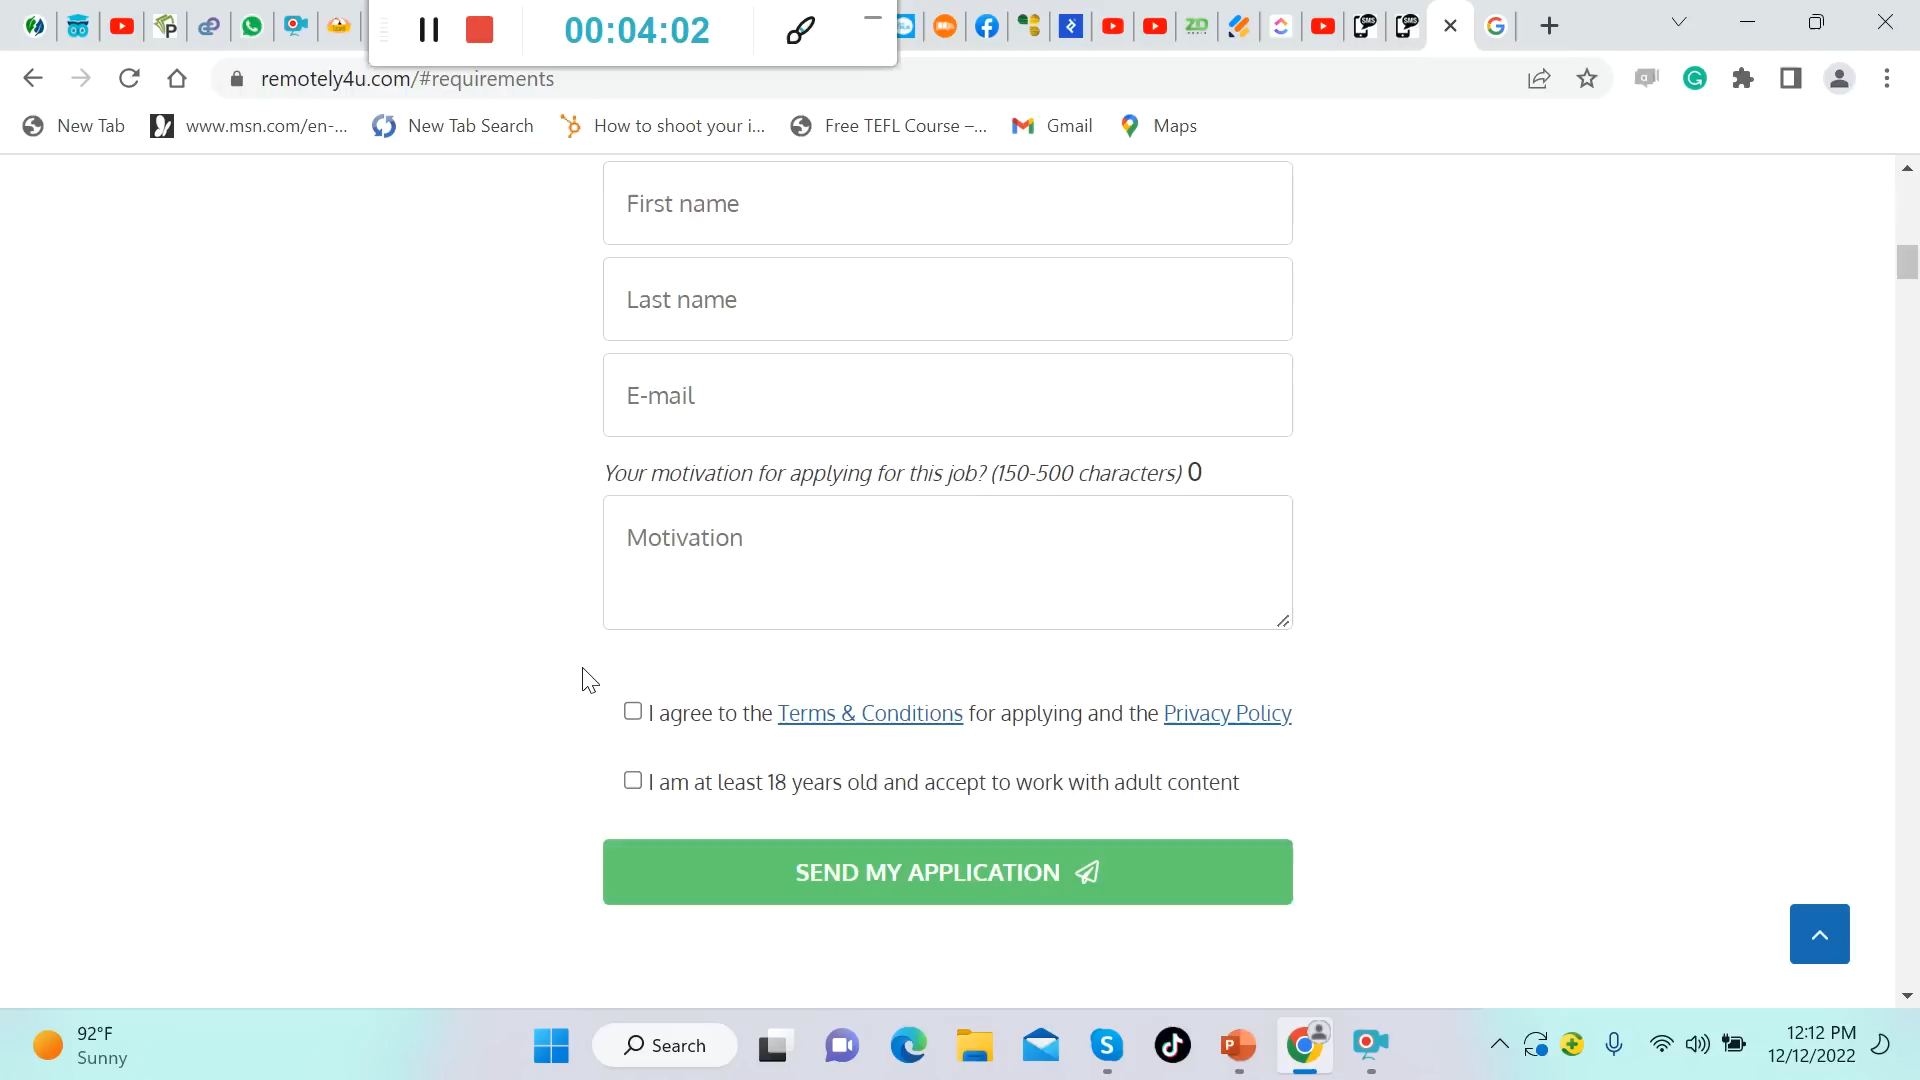 00:04:02
remotely4u.com/#requirements
New Tab
www.msn.com/en-...
New Tab Search
How to shoot your i...
Free TEFL Course –...
Gmail
Maps
First name
Last name
E-mail
Your motivation for applying for this job? (150-500 characters) 0
Motivation
I agree to the Terms & Conditions for applying and the Privacy Policy
I am at least 18 years old and accept to work with adult content
SEND MY APPLICATION
92°F
Sunny
Search
12:12 PM
12/12/2022